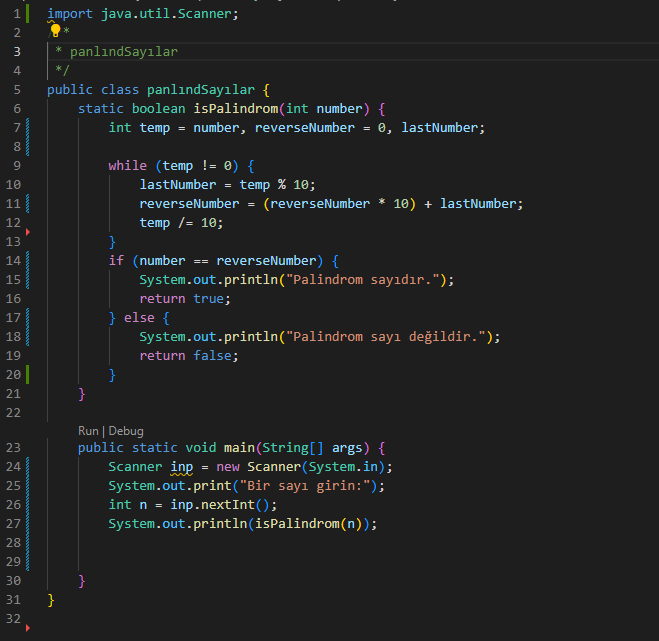 1 import java.util.Scanner;
2 /**
3 * panlındSayılar
4 */
5 public class panlındSayılar {
6 static boolean isPalindrom(int number) {
7 int temp = number, reverseNumber = 0, lastNumber;
8
9 while (temp != 0) {
10 lastNumber = temp % 10;
11 reverseNumber = (reverseNumber * 10) + lastNumber;
12 temp /= 10;
13 }
14 if (number == reverseNumber) {
15 System.out.println("Palindrom sayıdır.");
16 return true;
17 } else {
18 System.out.println("Palindrom sayı değildir.");
19 return false;
20 }
21 }
22
Run | Debug
23 public static void main(String[] args) {
24 Scanner inp = new Scanner(System.in);
25 System.out.print("Bir sayı girin:");
26 int n = inp.nextInt();
27 System.out.println(isPalindrom(n));
28
29
30 }
31 }
32